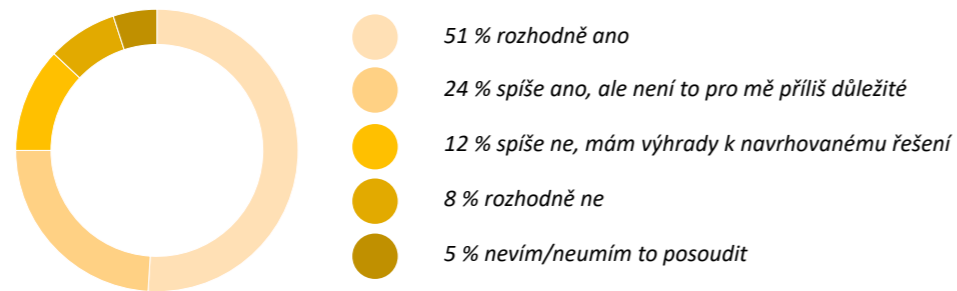 51 % rozhodně ano
24 % spíše ano, ale není to pro mě příliš důležité
12 % spíše ne, mám výhrady k navrhovanému řešení
8 % rozhodně ne
5 % nevím/neumím to posoudit